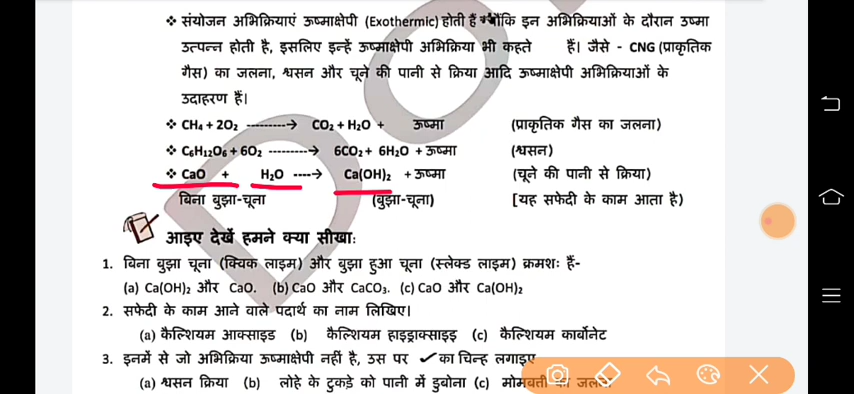 ❖ संयोजन अभिक्रियाएं ऊष्माक्षेपी (Exothermic) होती हैं क्योंकि इन अभिक्रियाओं के दौरान उष्मा
उत्पन्न होती है, इसलिए इन्हें ऊष्माक्षेपी अभिक्रिया भी कहते हैं। जैसे - CNG (प्राकृतिक
गैस) का जलना, श्वसन और चूने की पानी से क्रिया आदि ऊष्माक्षेपी अभिक्रियाओं के
उदाहरण हैं।
❖ CH₄ + 2O₂ ---------→ CO₂ + H₂O + ऊष्मा (प्राकृतिक गैस का जलना)
❖ C₆H₁₂O₆ + 6O₂ ---------→ 6CO₂ + 6H₂O + ऊष्मा (श्वसन)
❖ CaO + H₂O ----→ Ca(OH)₂ + ऊष्मा (चूने की पानी से क्रिया)
बिना बुझा-चूना (बुझा-चूना) [यह सफेदी के काम आता है)
आइए देखें हमने क्या सीखा:
1. बिना बुझा चूना (क्विक लाइम) और बुझा हुआ चूना (स्लेक्ड लाइम) क्रमशः हैं-
(a) Ca(OH)₂ और CaO. (b) CaO और CaCO₃. (c) CaO और Ca(OH)₂
2. सफेदी के काम आने वाले पदार्थ का नाम लिखिए।
(a) कैल्शियम आक्साइड (b) कैल्शियम हाइड्राक्साइड (c) कैल्शियम कार्बोनेट
3. इनमें से जो अभिक्रिया ऊष्माक्षेपी नहीं है, उस पर ✓ का चिन्ह लगाइए
(a) श्वसन क्रिया (b) लोहे के टुकड़े को पानी में डुबोना (c) मोमबत्ती का जलना